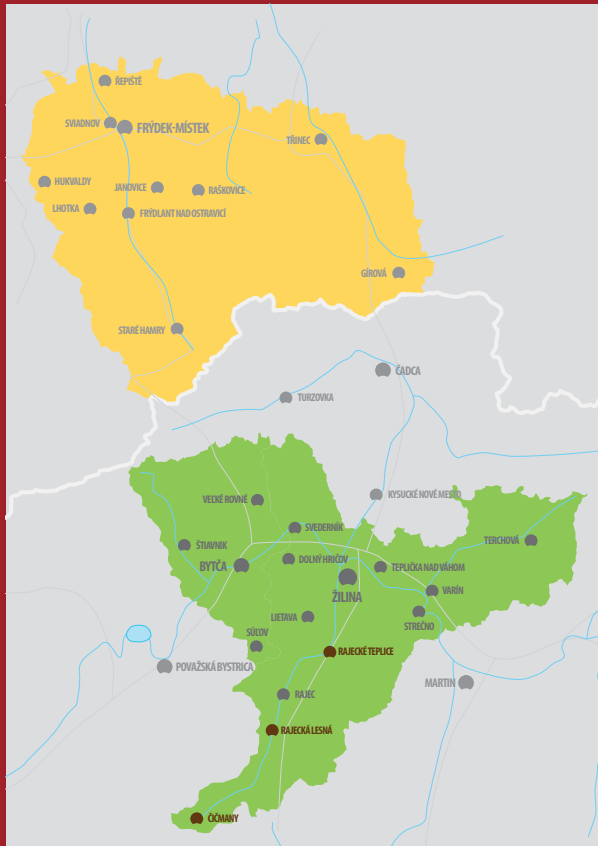 ŘEPIŠTĚ
SVIADNOV
FRÝDEK-MÍSTEK
TŘINEC
HUKVALDY
JANOVICE
RAŠKOVICE
LHOTKA
FRÝDLANT NAD OSTRAVICÍ
GÍROVÁ
STARÉ HAMRY
ČADCA
TURZOVKA
KYSUCKÉ NOVÉ MESTO
VEĽKÉ ROVNÉ
SVEDERNÍK
TERCHOVÁ
ŠTIAVNIK
BYTČA
DOLNÝ HRIČOV
TEPLIČKA NAD VÁHOM
ŽILINA
VARÍN
LIETAVA
STREČNO
SÚĽOV
RAJECKÉ TEPLICE
POVAŽSKÁ BYSTRICA
MARTIN
RAJEC
RAJECKÁ LESNÁ
ČIČMANY